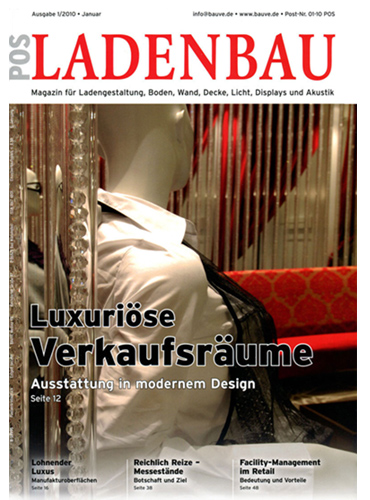 Ausgabe 1/2010 • Januar
info@bauve.de • www.bauve.de • Post-Nr. 01-10 POS
POS
LADENBAU
Magazin für Ladengestaltung, Boden, Wand, Decke, Licht, Displays und Akustik
Luxuriöse
Verkaufsräume
Ausstattung in modernem Design
Seite 12
Lohnender
Luxus
Manufakturoberflächen
Seite 16
Reichlich Reize –
Messestände
Botschaft und Ziel
Seite 38
Facility-Management
im Retail
Bedeutung und Vorteile
Seite 48